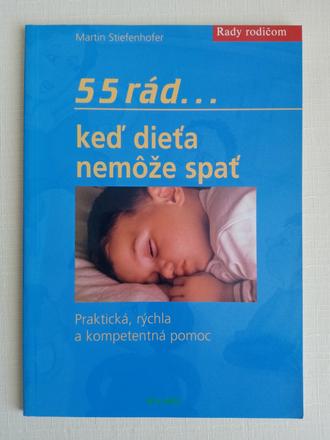 Martin Stiefenhofer
Rady rodičom
55 rád...
keď dieťa
nemôže spať
Praktická, rýchla
a kompetentná pomoc